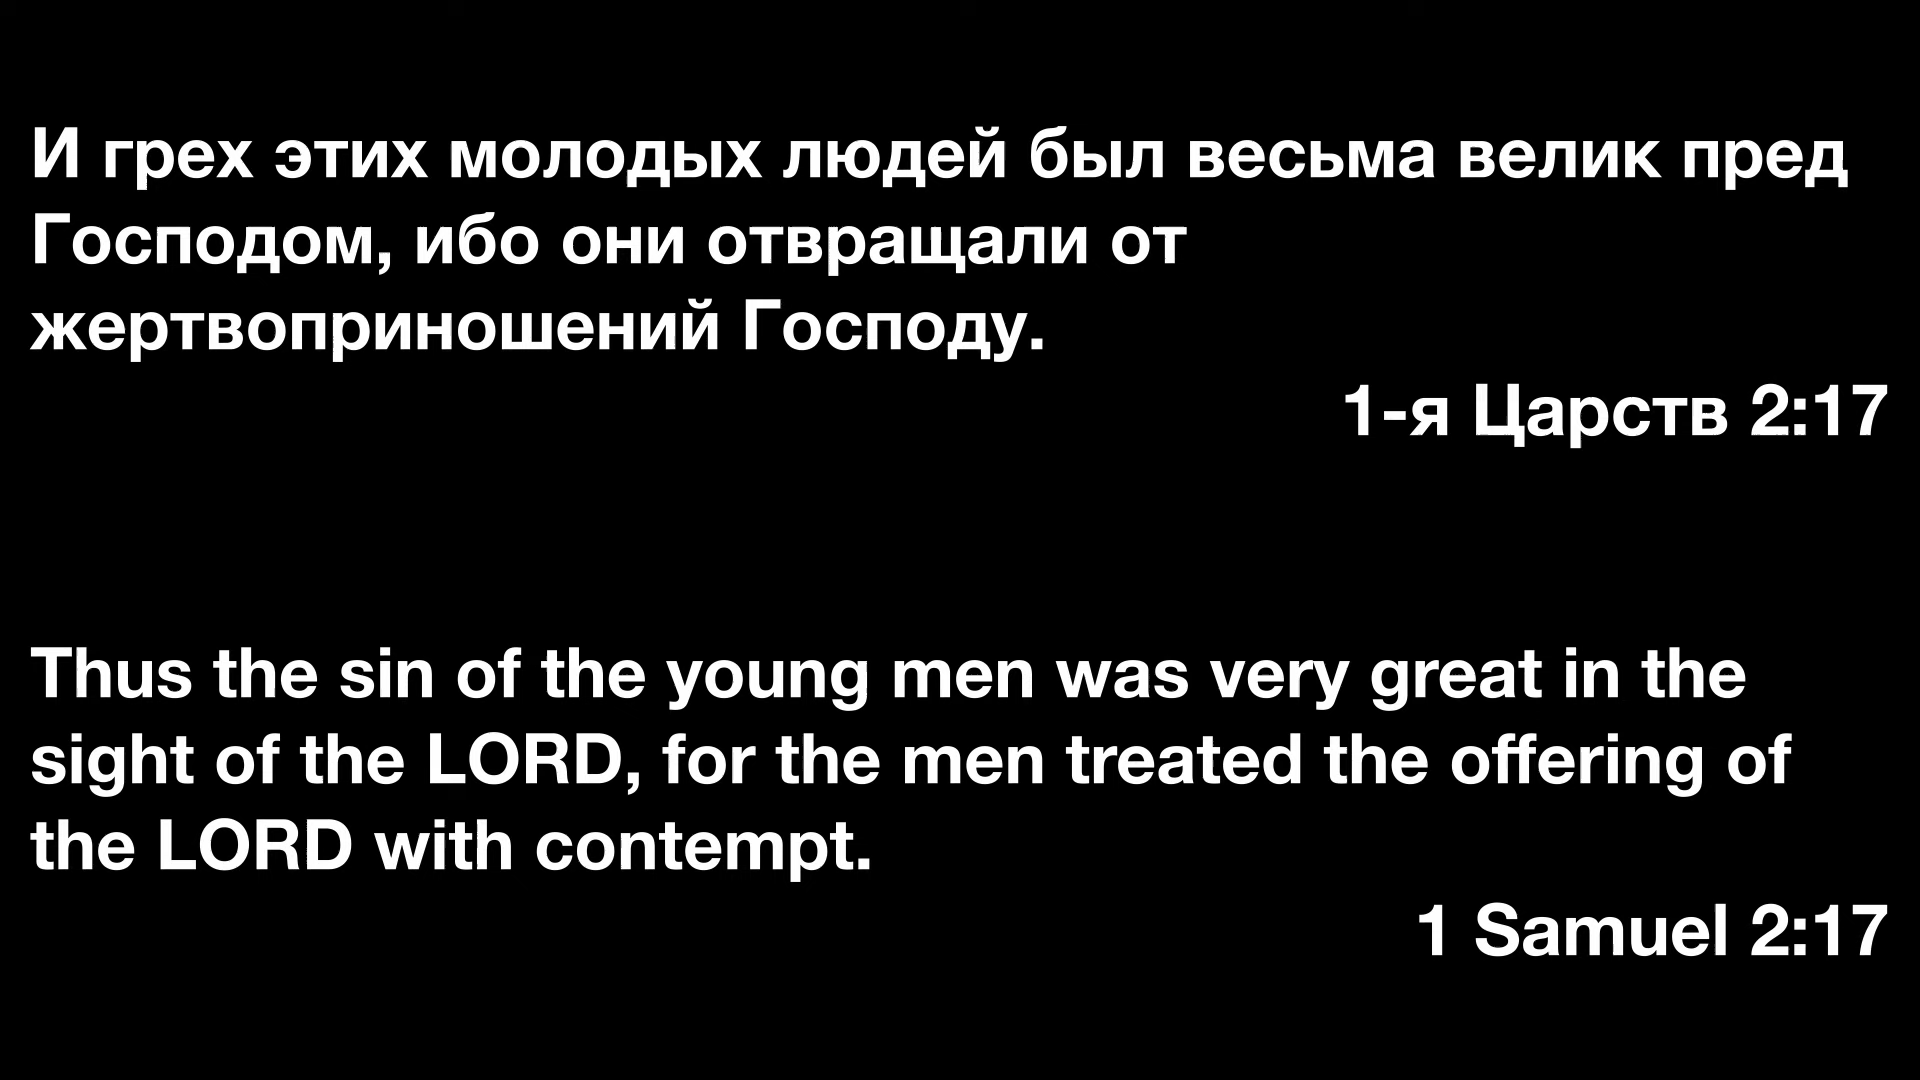 И грех этих молодых людей был весьма велик пред
Господом, ибо они отвращали от
жертвоприношений Господу.
1-я Царств 2:17
Thus the sin of the young men was very great in the
sight of the LORD, for the men treated the offering of
the LORD with contempt.
1 Samuel 2:17